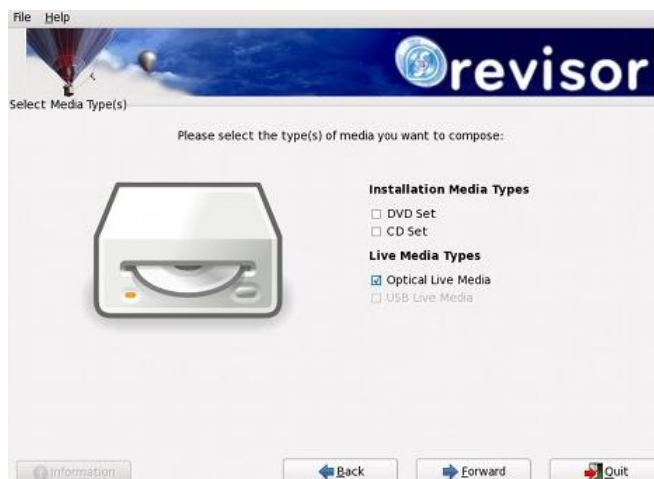 File Help
revisor
Select Media Type(s)
Please select the type(s) of media you want to compose:
Installation Media Types
DVD Set
CD Set
Live Media Types
Optical Live Media
USB Live Media
Information Back Forward Quit